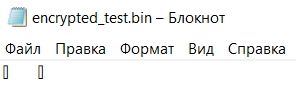 encrypted_test.bin – Блокнот
Файл Правка Формат Вид Справка